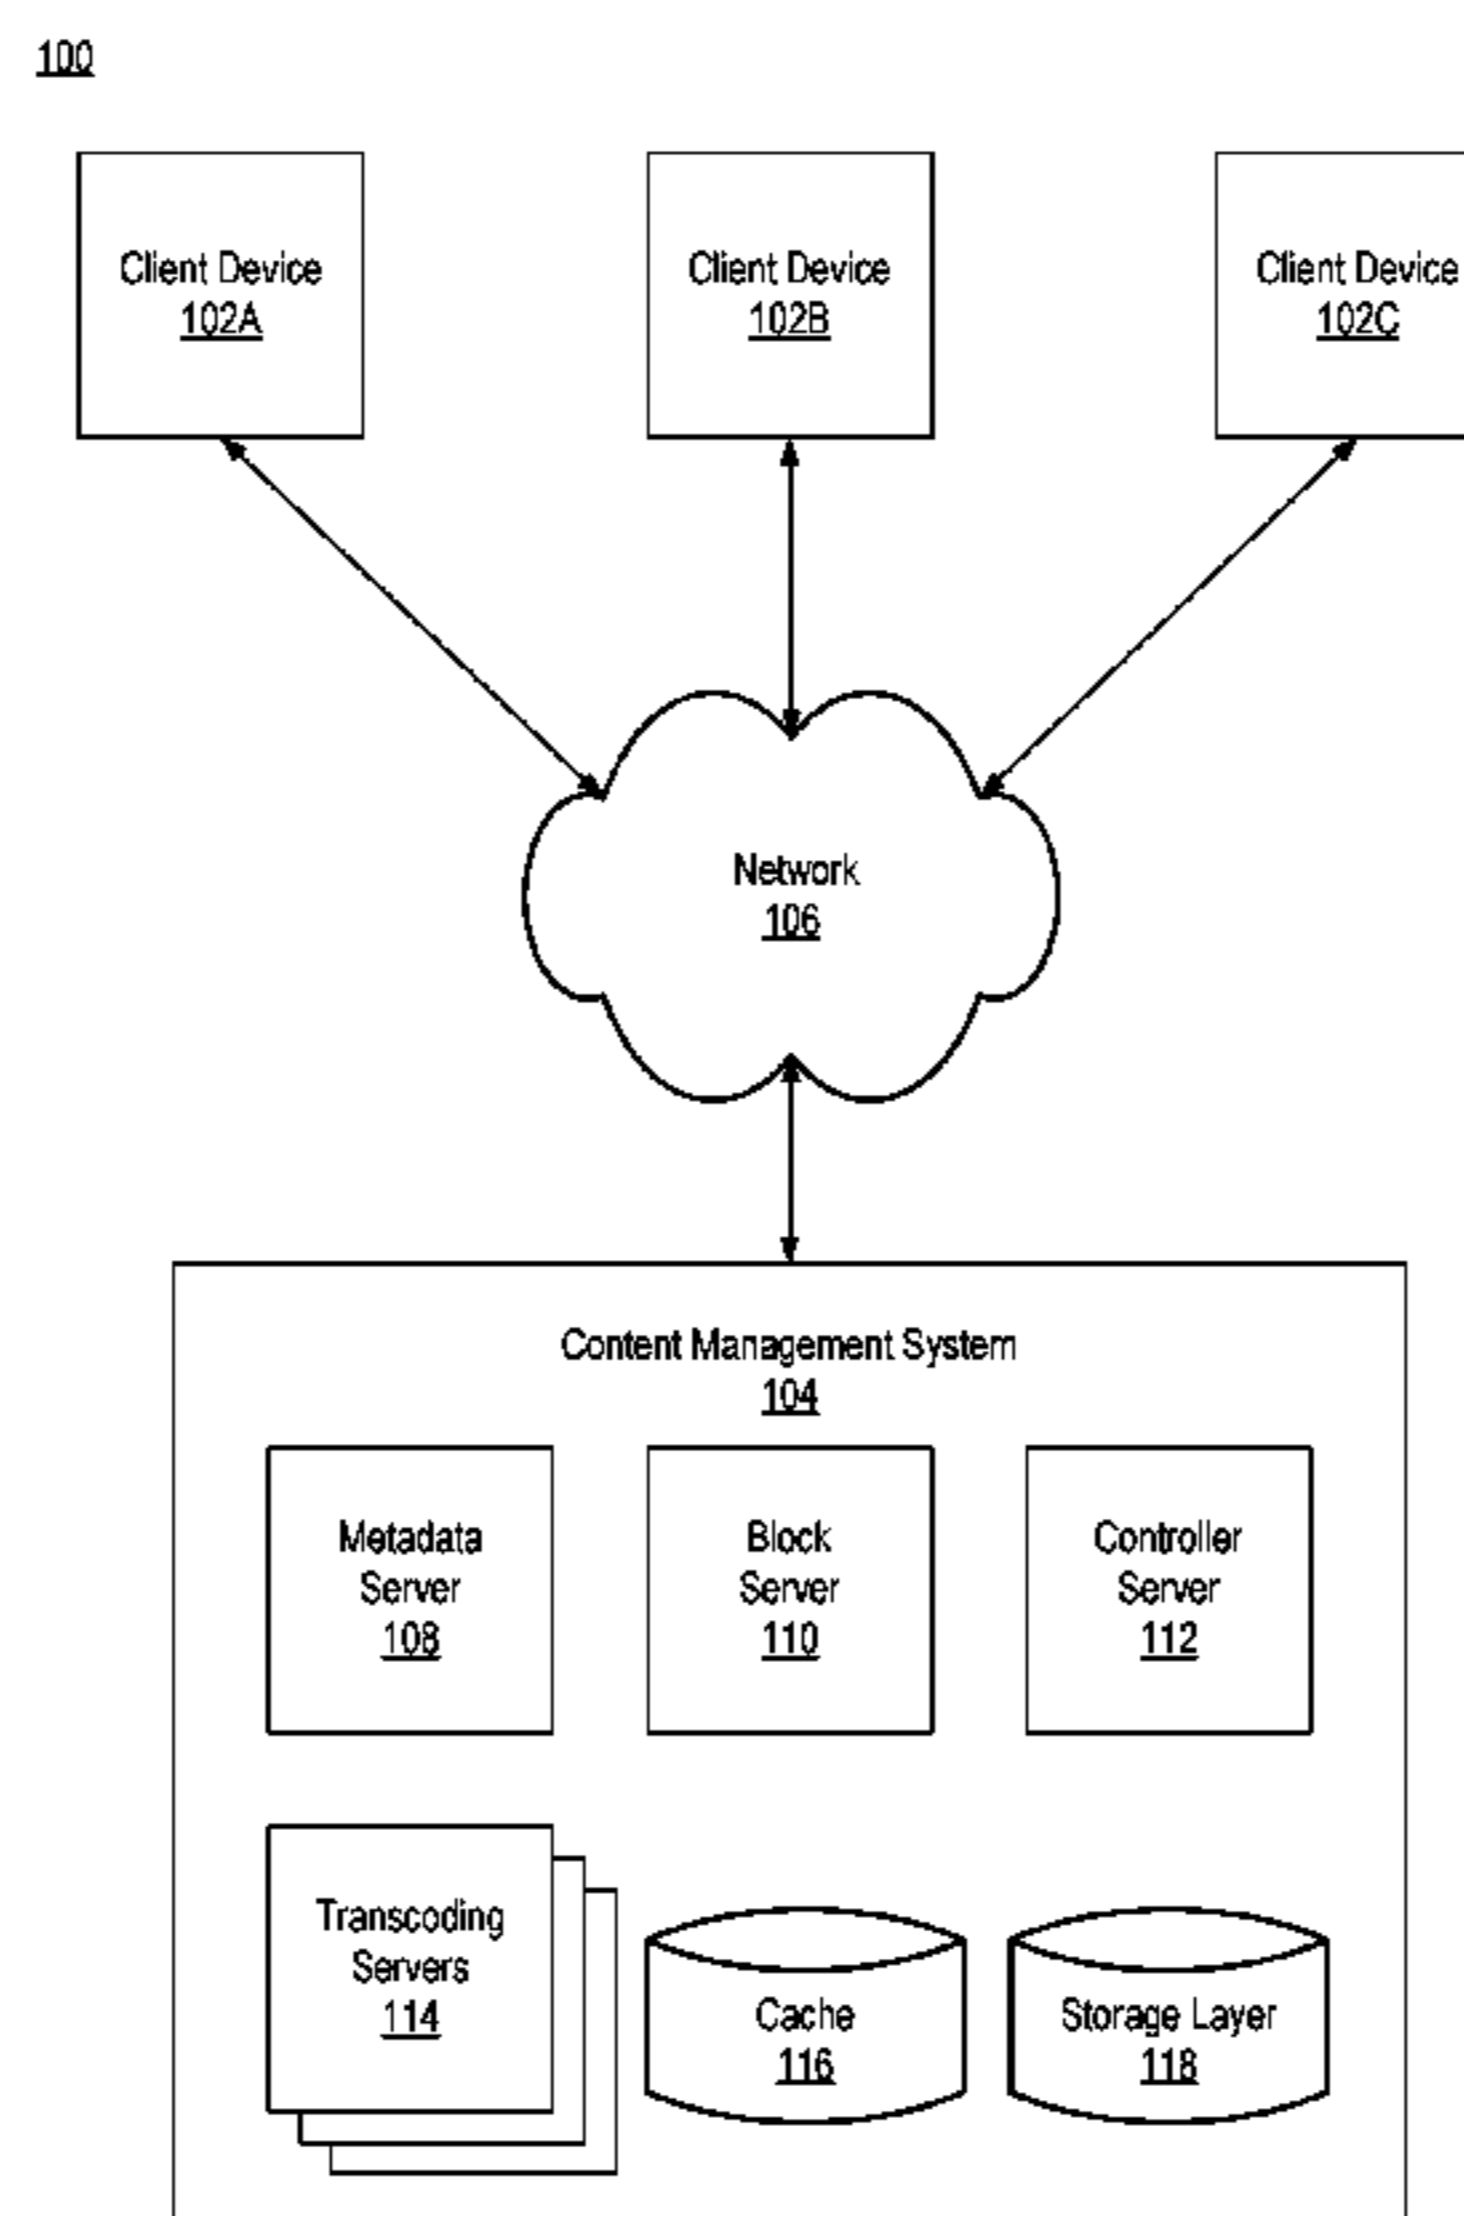 100
Client Device
102A
Client Device
102B
Client Device
102C
Network
106
Content Management System
104
Metadata
Server
108
Block
Server
110
Controller
Server
112
Transcoding
Servers
114
Cache
116
Storage Layer
118